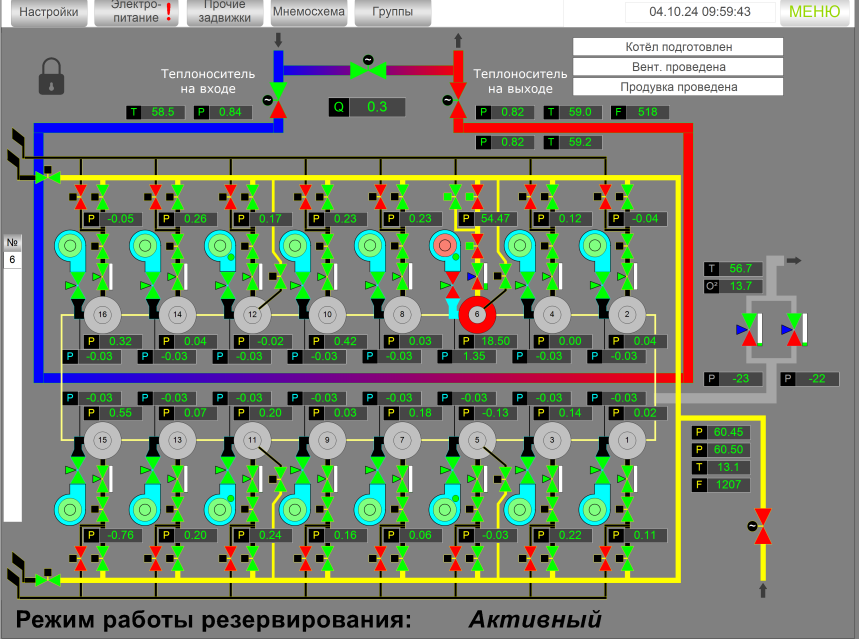 Настройки
Электро-
питание !
Прочие
задвижки
Мнемосхема
Группы
04.10.24 09:59:43
МЕНЮ
Котёл подготовлен
Вент. проведена
Продувка проведена
Теплоноситель
на входе
Теплоноситель
на выходе
T 58.5 P 0.84
Q 0.3
P 0.82 T 59.0 F 518
P 0.82 T 59.2
P -0.05 P 0.26 P 0.17 P 0.23 P 0.23 P 54.47 P 0.12 P -0.04
№
6
T 56.7
O² 13.7
16 14 12 10 8 6 4 2
P 0.32 P 0.04 P -0.02 P 0.42 P 0.03 P 18.50 P 0.00 P 0.04
P -0.03 P -0.03 P -0.03 P -0.03 P -0.03 P 1.35 P -0.03 P -0.03
P -23 P -22
P -0.03 P -0.03 P -0.03 P -0.03 P -0.03 P -0.03 P -0.03 P -0.03
P 0.55 P 0.07 P 0.20 P 0.03 P 0.18 P -0.13 P 0.14 P 0.02
15 13 11 9 7 5 3 1
P 60.45
P 60.50
T 13.1
F 1207
P -0.76 P 0.20 P 0.24 P 0.16 P 0.06 P -0.03 P 0.22 P 0.11
Режим работы резервирования: Активный